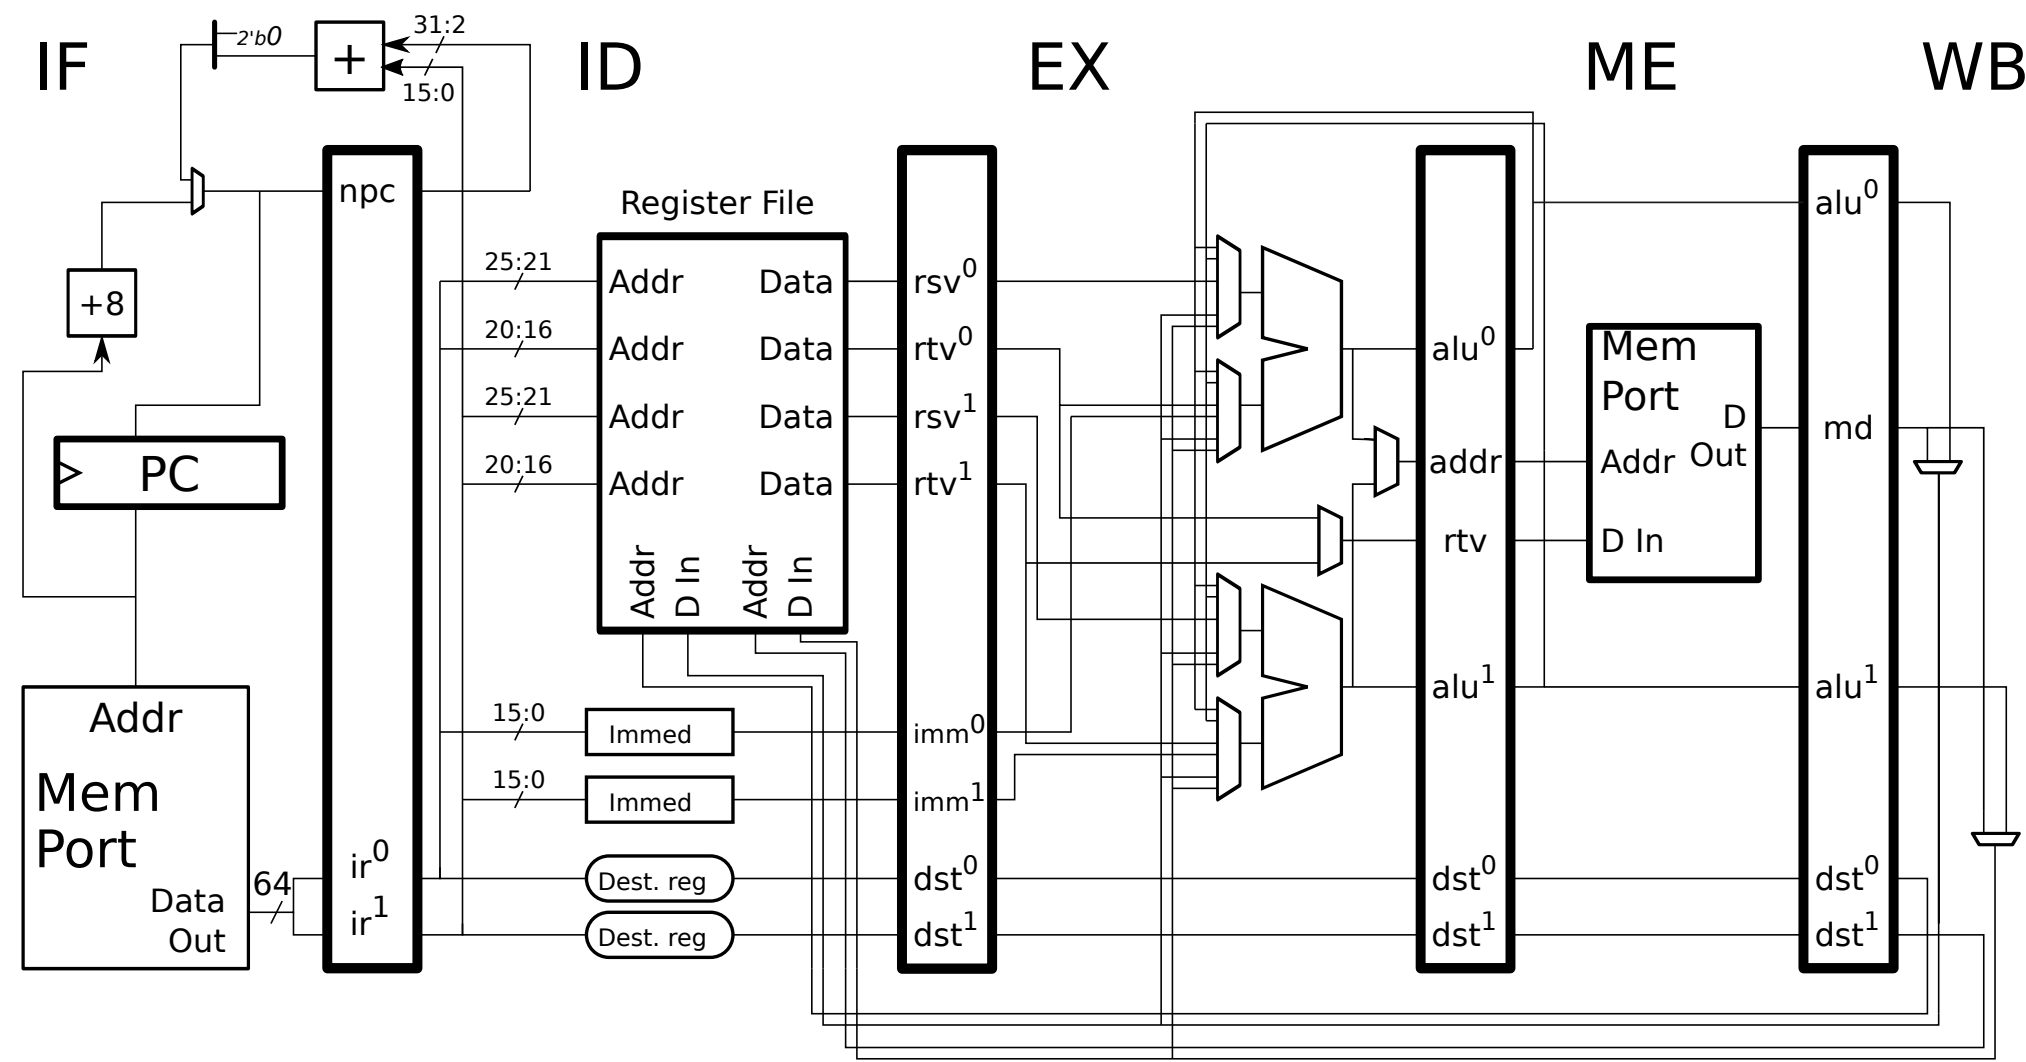 IF
ID
EX
ME
WB
2'b0
+
31:2
15:0
npc
+8
PC
Addr
Mem
Port
Data
Out
64
ir0
ir1
Register File
25:21
20:16
25:21
20:16
Addr
Data
Addr
Data
Addr
Data
Addr
Data
Addr
D In
Addr
D In
15:0
Immed
15:0
Immed
Dest. reg
Dest. reg
rsv0
rtv0
rsv1
rtv1
imm0
imm1
dst0
dst1
alu0
addr
rtv
alu1
dst0
dst1
Mem
Port
D
Out
Addr
D In
alu0
md
alu1
dst0
dst1